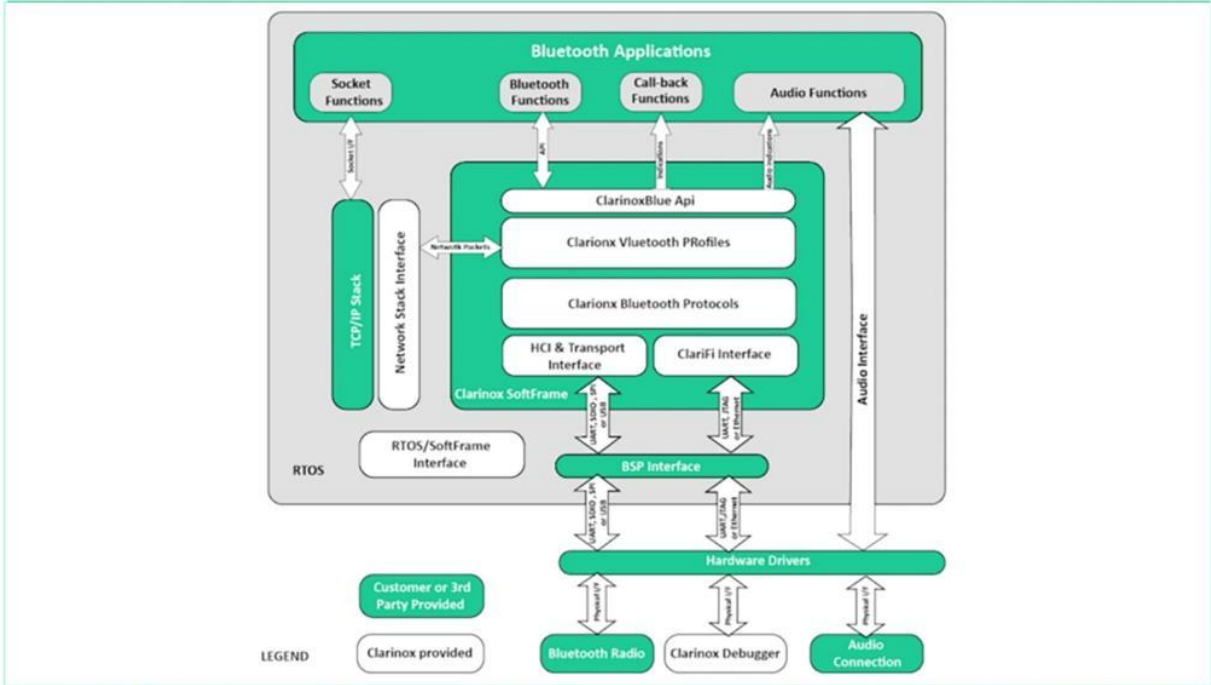 Bluetooth Applications
Socket
Functions
Bluetooth
Functions
Call-back
Functions
Audio Functions
Socket I/F
API
Indications
Audio Indications
ClarinoxBlue Api
Clarionx Vluetooth PRofiles
Network Packets
Clarionx Bluetooth Protocols
HCI & Transport
Interface
ClariFi Interface
Clarinox SoftFrame
TCP/IP Stack
Network Stack Interface
Audio Interface
UART, SDIO , SPI
or USB
UART, JTAG
or Ethernet
RTOS/SoftFrame
Interface
RTOS
BSP Interface
UART, SDIO , SPI
or USB
UART,JTAG
or Ethernet
Hardware Drivers
Physical I/F
Physical I/F
Physical I/F
Customer or 3rd
Party Provided
LEGEND
Clarinox provided
Bluetooth Radio
Clarinox Debugger
Audio
Connection